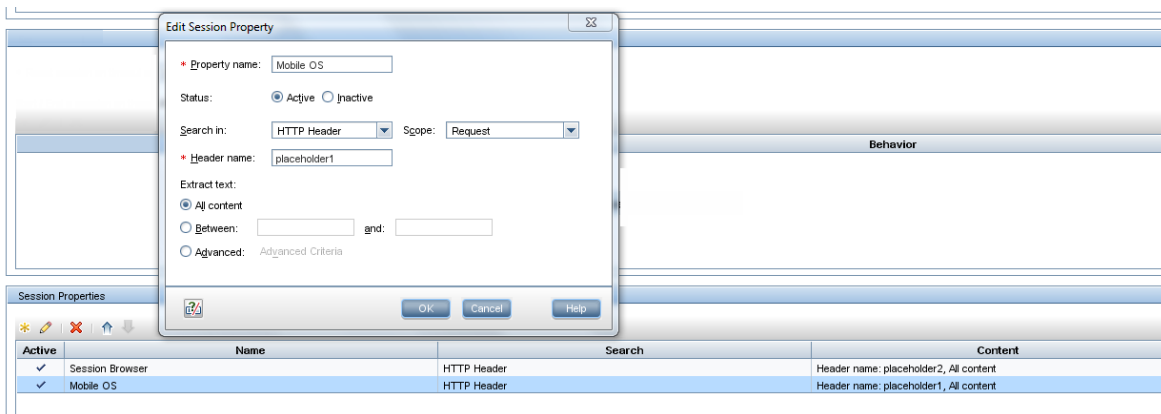 Edit Session Property
* Property name: Mobile OS
Status: Active Inactive
Search in: HTTP Header Scope: Request
* Header name: placeholder1
Extract text:
All content
Between: and:
Advanced: Advanced Criteria
OK Cancel Help
Behavior
Session Properties
Active Name Search Content
Session Browser HTTP Header Header name: placeholder2, All content
Mobile OS HTTP Header Header name: placeholder1, All content